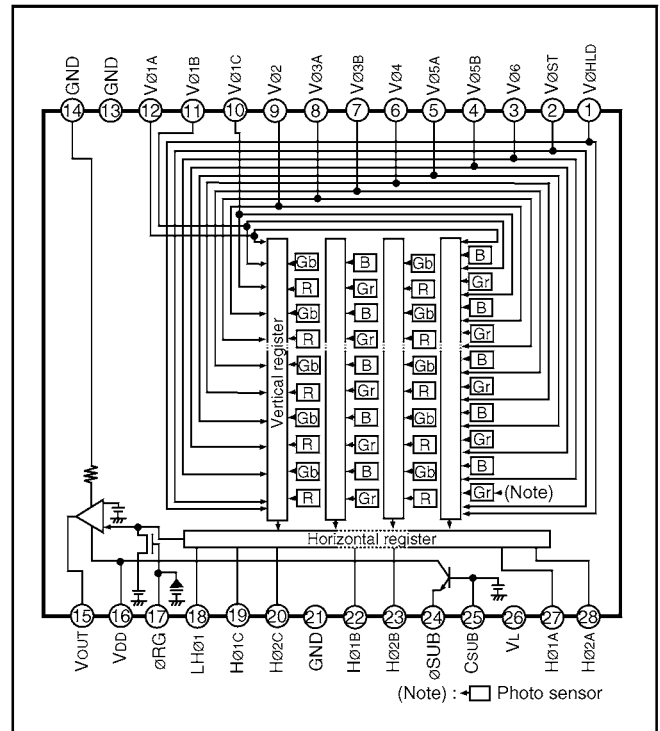 GND
GND
VØ1A
VØ1B
VØ1C
VØ2
VØ3A
VØ3B
VØ4
VØ5A
VØ5B
VØ6
VØST
VØHLD
14 13 12 11 10 9 8 7 6 5 4 3 2 1
Vertical register
Gb B Gb B
R Gr R Gr
Gb B Gb B
R Gr R Gr
Gb B Gb B
R Gr R Gr
Gb B Gb B
R Gr R Gr
Gb B Gb B
R Gr R Gr (Note)
Horizontal register
15 16 17 18 19 20 21 22 23 24 25 26 27 28
VOUT
VDD
ØRG
LHØ1
HØ1C
HØ2C
GND
HØ1B
HØ2B
ØSUB
CSUB
VL
HØ1A
HØ2A
(Note) : Photo sensor